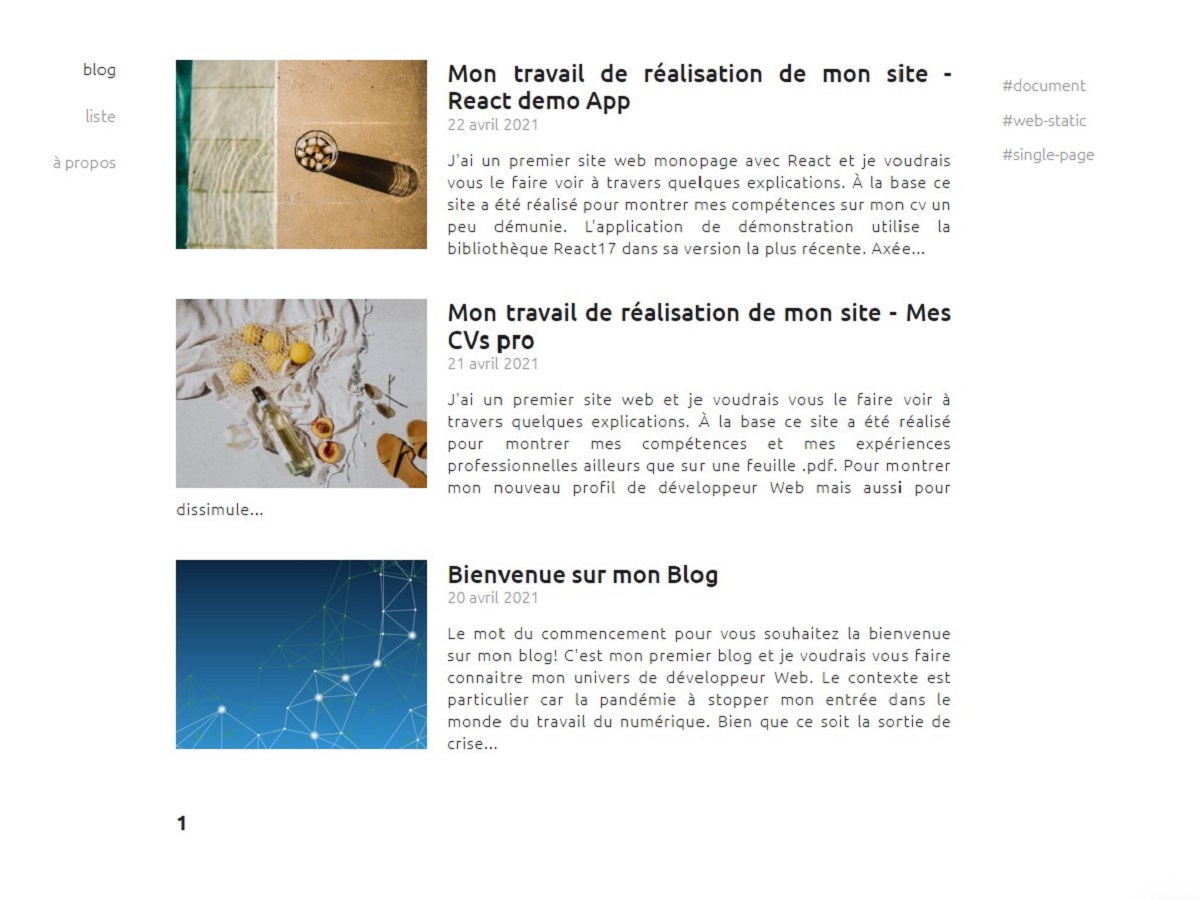 blog
liste
à propos
Mon travail de réalisation de mon site -
React demo App
22 avril 2021
J'ai un premier site web monopage avec React et je voudrais
vous le faire voir à travers quelques explications. À la base ce
site a été réalisé pour montrer mes compétences sur mon cv un
peu démunie. L'application de démonstration utilise la
bibliothèque React17 dans sa version la plus récente. Axée...
Mon travail de réalisation de mon site - Mes
CVs pro
21 avril 2021
J'ai un premier site web et je voudrais vous le faire voir à
travers quelques explications. À la base ce site a été réalisé
pour montrer mes compétences et mes expériences
professionnelles ailleurs que sur une feuille .pdf. Pour montrer
mon nouveau profil de développeur Web mais aussi pour
dissimule...
Bienvenue sur mon Blog
20 avril 2021
Le mot du commencement pour vous souhaitez la bienvenue
sur mon blog! C'est mon premier blog et je voudrais vous faire
connaitre mon univers de développeur Web. Le contexte est
particulier car la pandémie à stopper mon entrée dans le
monde du travail du numérique. Bien que ce soit la sortie de
crise...
1
#document
#web-static
#single-page